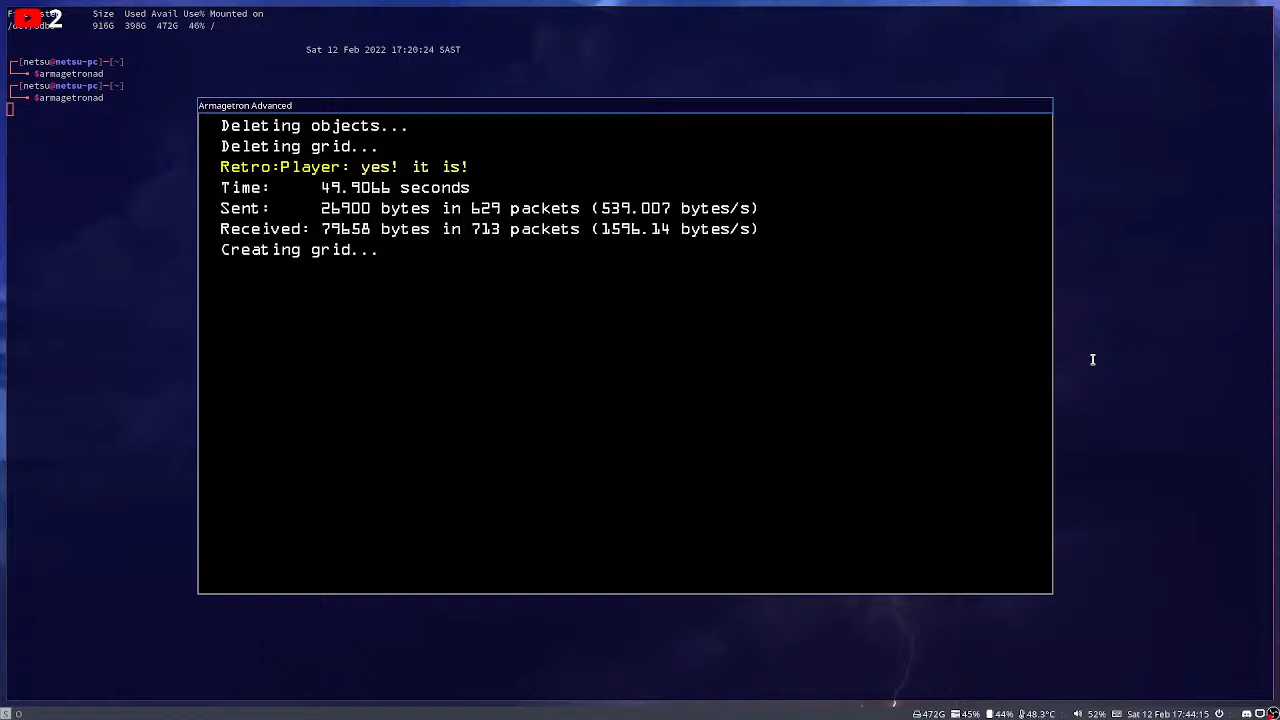 Size Used Avail Use% Mounted on
2
916G 398G 472G 46% /
Sat 12 Feb 2022 17:20:24 SAST
[netsu@netsu-pc]-[~]
$armagetronad
[netsu@netsu-pc]-[~]
$armagetronad
Armagetron Advanced
Deleting objects...
Deleting grid...
Retro:Player: yes! it is!
Time: 49.9066 seconds
Sent: 26900 bytes in 629 packets (539.007 bytes/s)
Received: 79658 bytes in 713 packets (1596.14 bytes/s)
Creating grid...
S
472G 45% 44% 48.3°C 52% Sat 12 Feb 17:44:15